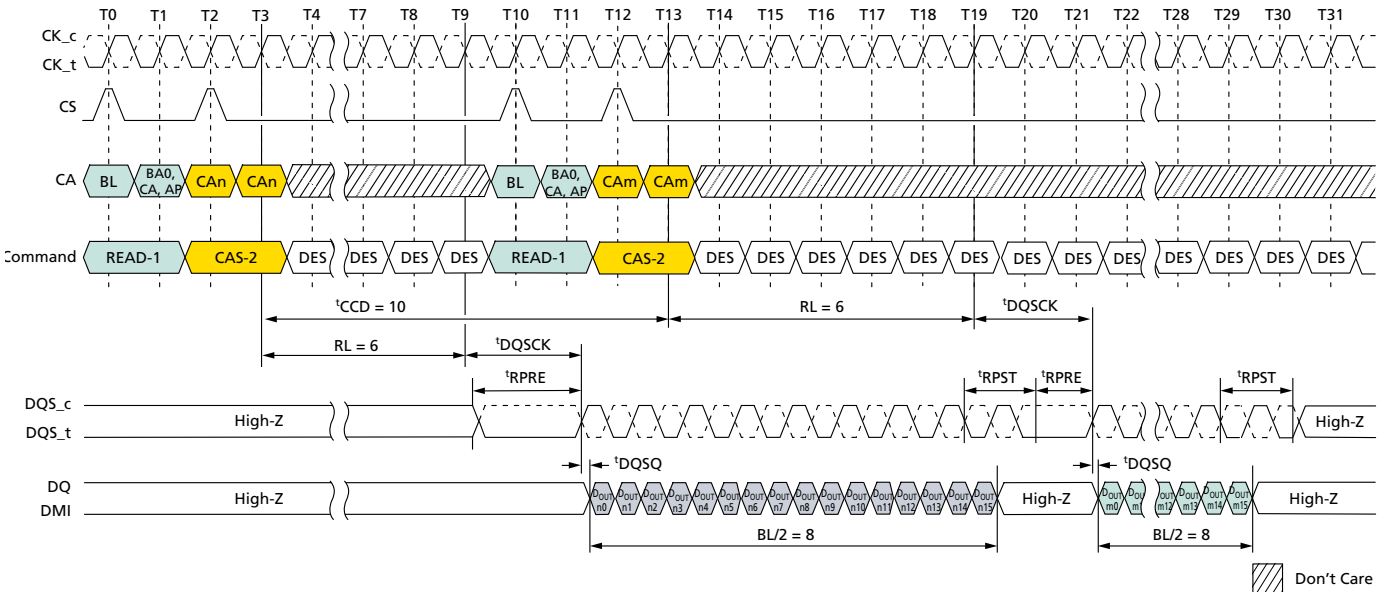 T0 T1 T2 T3 T4 T7 T8 T9 T10 T11 T12 T13 T14 T15 T16 T17 T18 T19 T20 T21 T22 T28 T29 T30 T31
CK_c
CK_t
CS
CA BL BA0, CA, AP CAn CAn BL BA0, CA, AP CAm CAm
Command READ-1 CAS-2 DES DES DES DES READ-1 CAS-2 DES DES DES DES DES DES DES DES DES DES DES DES DES
tCCD = 10 RL = 6 tDQSCK
RL = 6 tDQSCK
tRPRE tRPST tRPRE tRPST
DQS_c
DQS_t
High-Z High-Z
tDQSQ tDQSQ
DQ
DMI
High-Z DOUT n0 DOUT n1 DOUT n2 DOUT n3 DOUT n4 DOUT n5 DOUT n6 DOUT n7 DOUT n8 DOUT n9 DOUT n10 DOUT n11 DOUT n12 DOUT n13 DOUT n14 DOUT n15 High-Z DOUT m0 m12 DOUT m13 DOUT m14 DOUT m15 High-Z
BL/2 = 8 BL/2 = 8
Don't Care